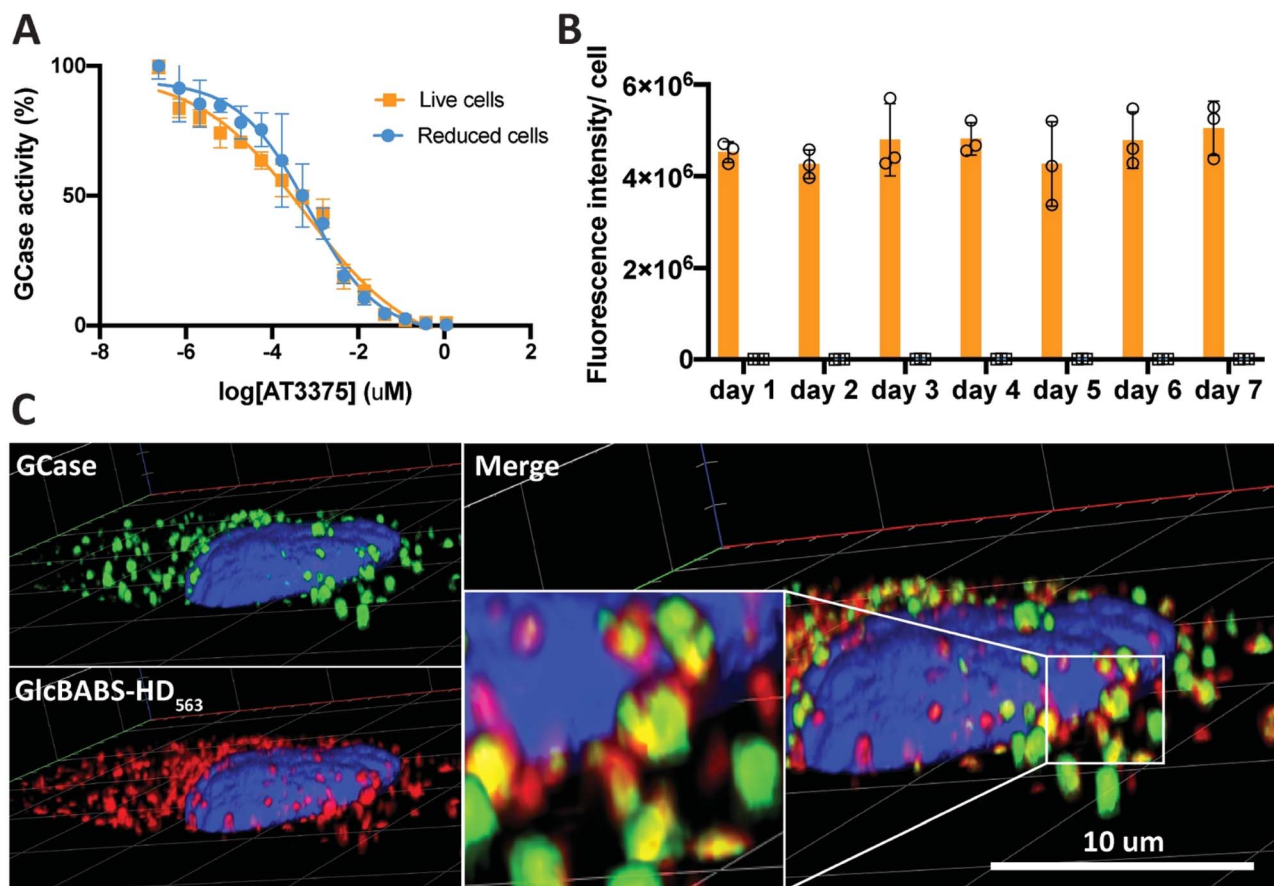 A
GCase activity (%)
100
50
0
-8
-6
-4
-2
0
2
log[AT3375] (uM)
Live cells
Reduced cells
B
Fluorescence intensity/ cell
6×10⁶
4×10⁶
2×10⁶
0
day 1 day 2 day 3 day 4 day 5 day 6 day 7
C
GCase
GlcBABS-HD₅₆₃
Merge
10 um